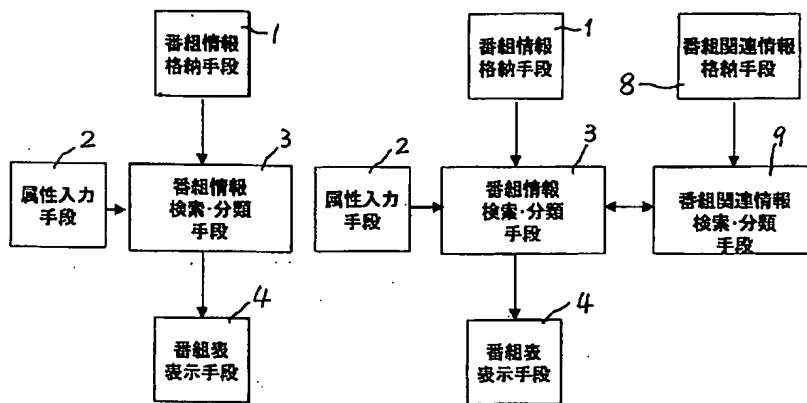 1
番組情報
格納手段
2
属性入力
手段
3
番組情報
検索・分類
手段
4
番組表
表示手段
1
番組情報
格納手段
8
番組関連情報
格納手段
2
属性入力
手段
3
番組情報
検索・分類
手段
9
番組関連情報
検索・分類
手段
4
番組表
表示手段